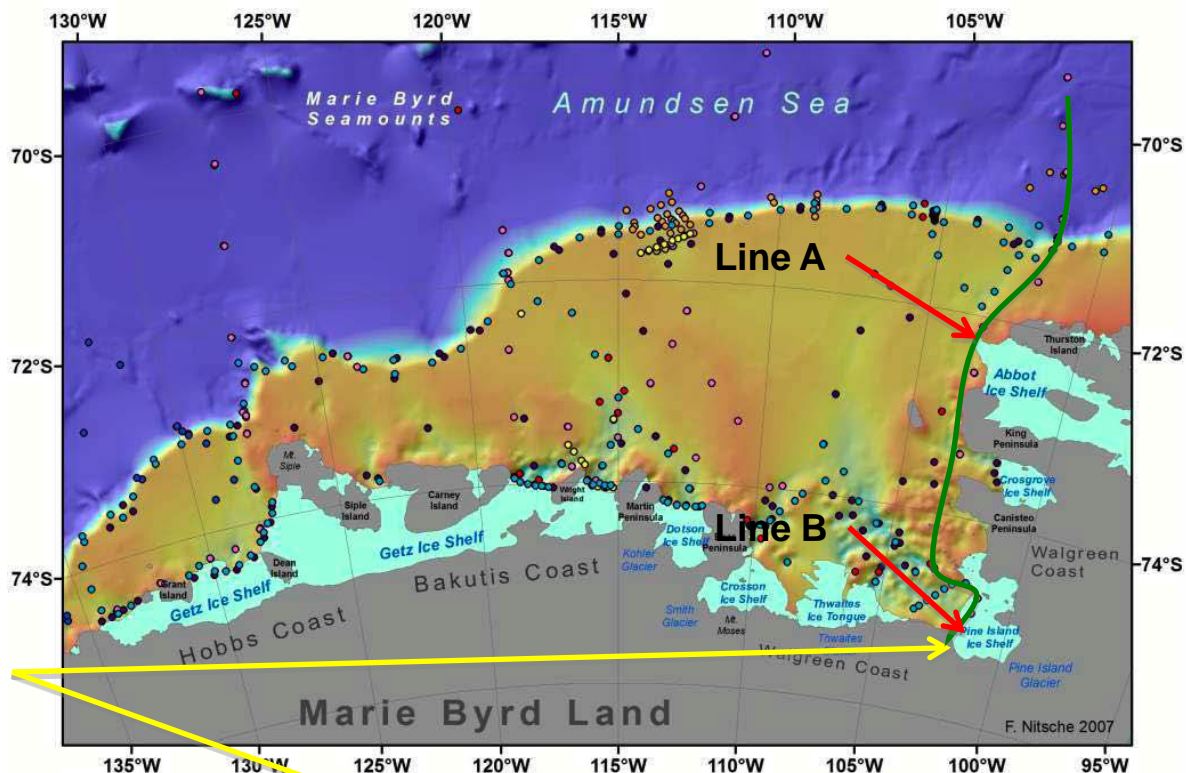 130°W 125°W 120°W 115°W 110°W 105°W
Marie Byrd
Seamounts
Amundsen Sea
70°S
70°S
Line A
72°S
72°S
Thurston
Island
Abbot
Ice Shelf
King
Peninsula
Mt.
Siple
Siple
Island
Carney
Island
Wright
Island
Martin
Peninsula
Crosgrove
Ice Shelf
Canisteo
Peninsula
Dotson
Ice Shelf
Line B
Peninsula
Getz Ice Shelf
Kohler
Glacier
Walgreen
Coast
74°S
74°S
Grant
Island
Dean
Island
Getz Ice Shelf
Bakutis Coast
Crosson
Ice Shelf
Thwaites
Ice Tongue
Smith
Glacier
Mt.
Moses
Thwaites
Pine Island
Ice Shelf
Hobbs Coast
Walgreen Coast
Pine Island
Glacier
Marie Byrd Land
F. Nitsche 2007
135°W 130°W 125°W 120°W 115°W 110°W 105°W 100°W 95°W